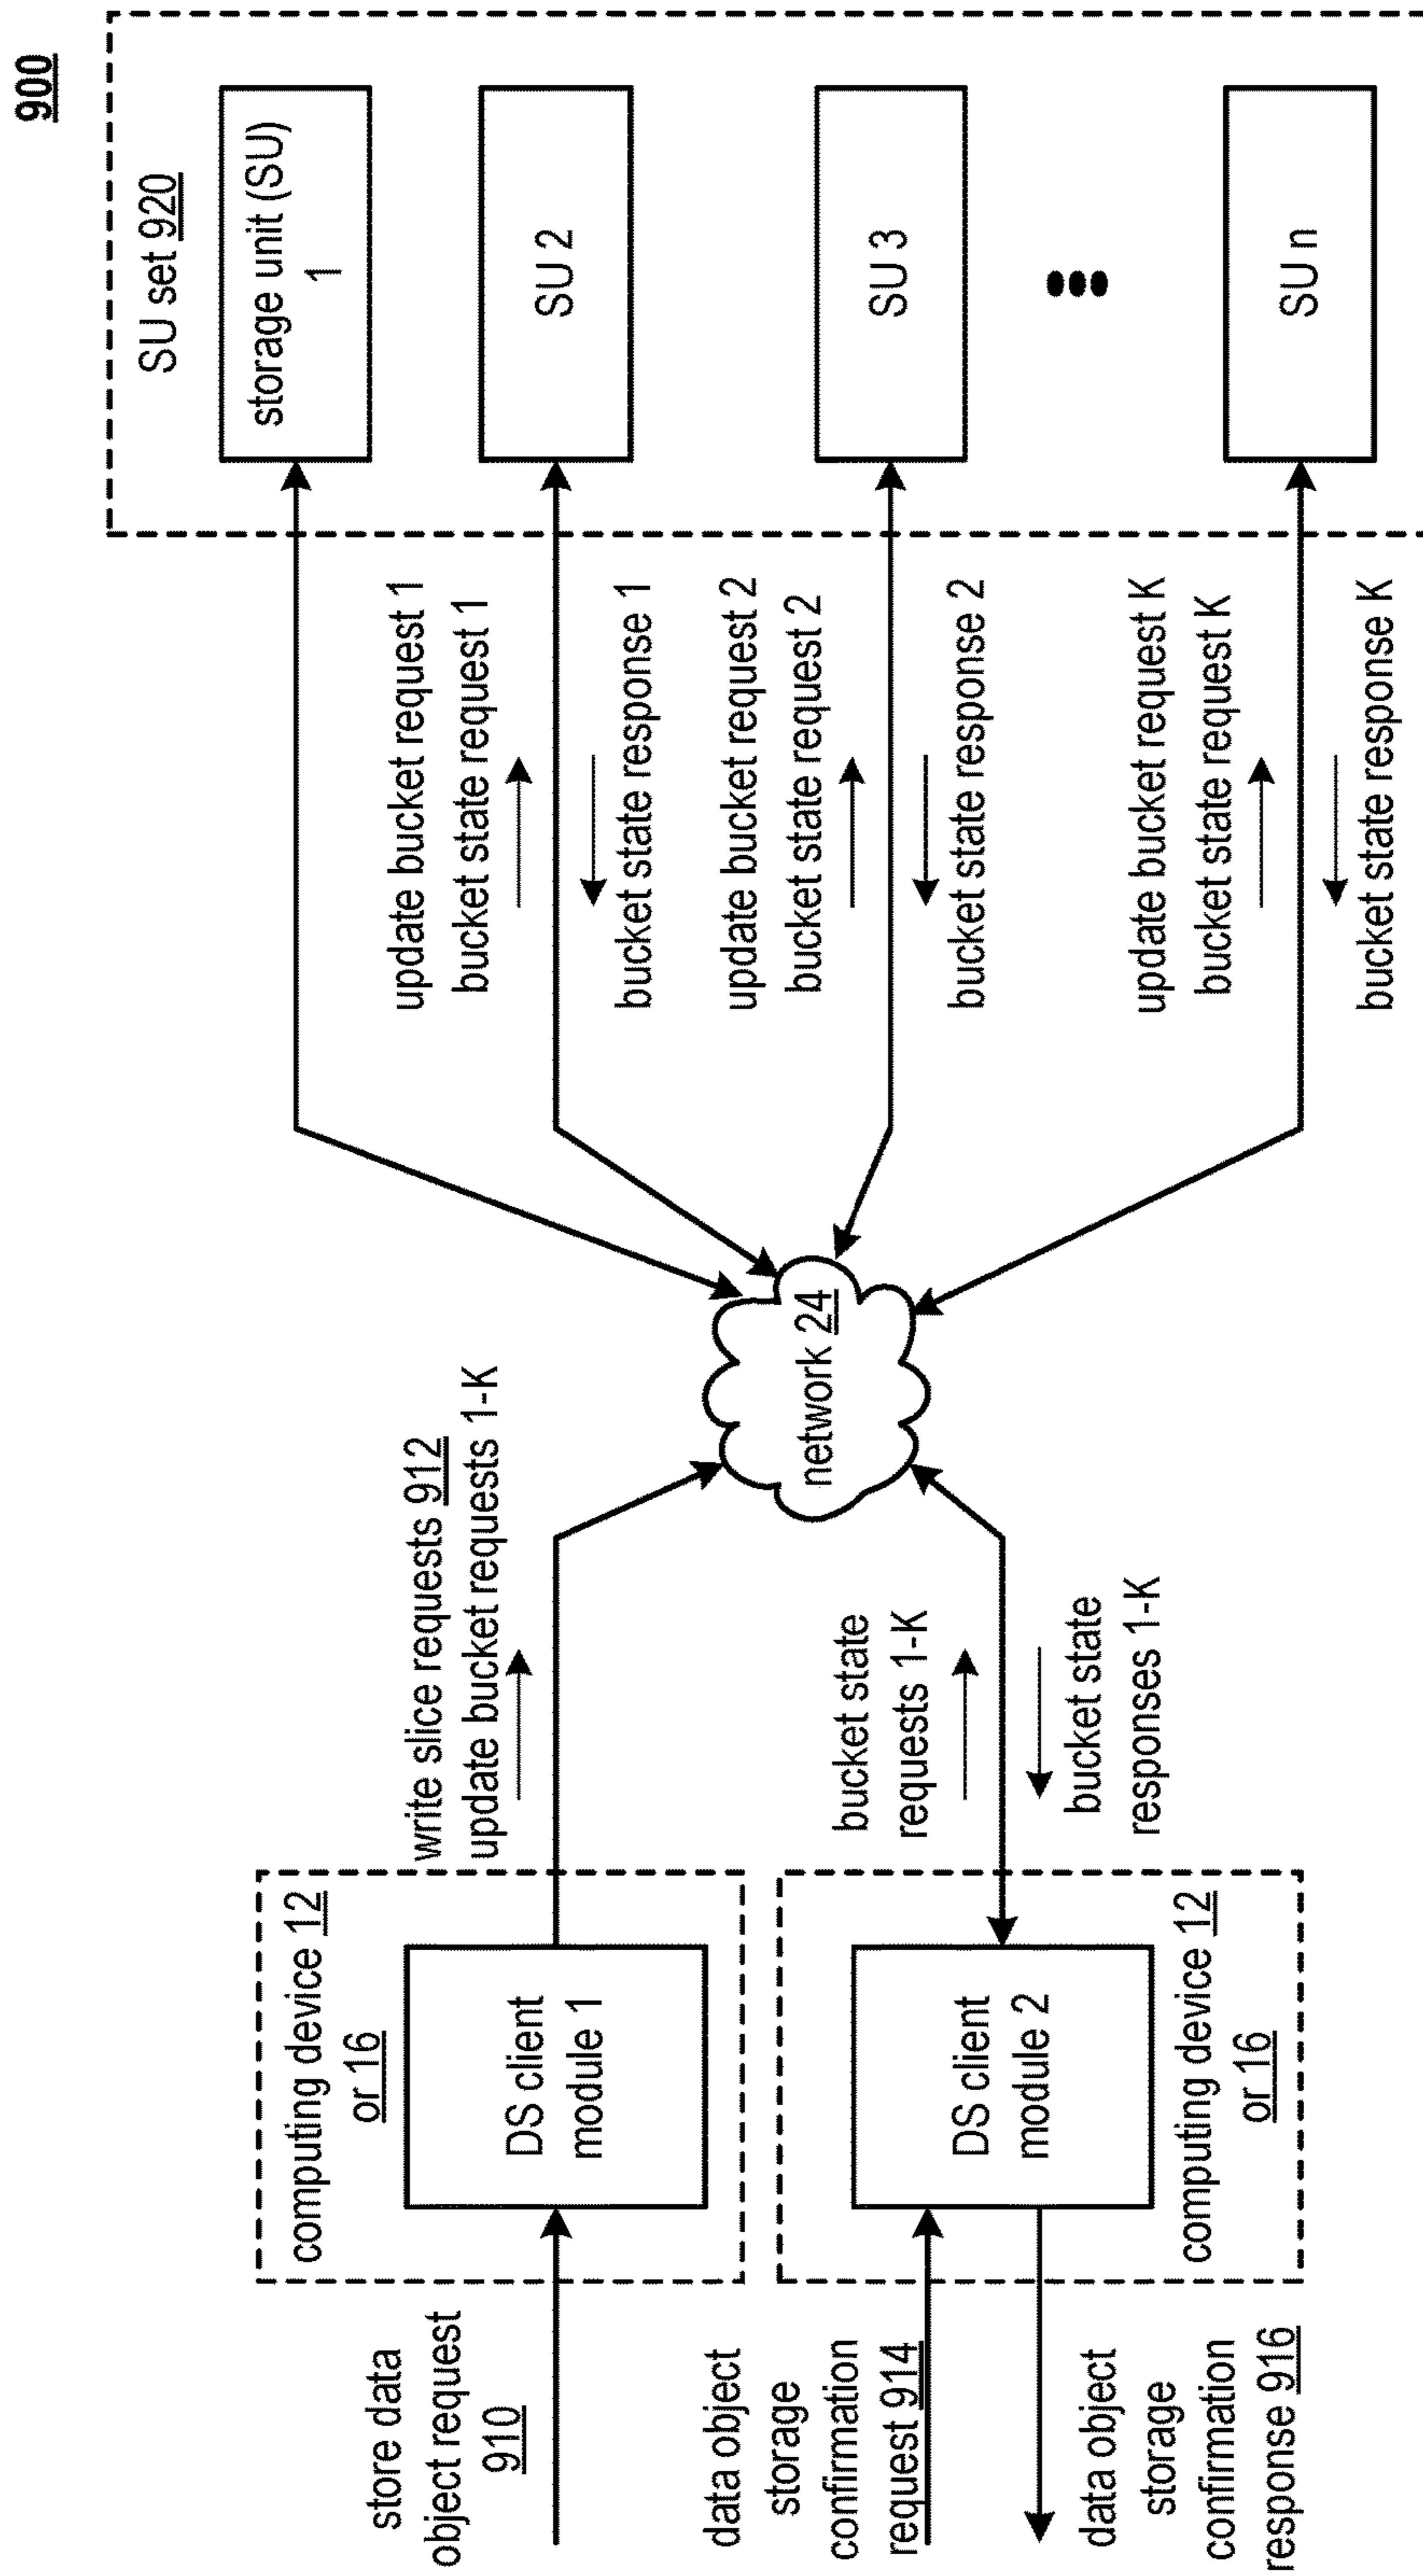 900
store data
object request
910
computing device 12
or 16
DS client
module 1
write slice requests 912
update bucket requests 1-K
data object
storage
confirmation
request 914
data object
storage
confirmation
response 916
DS client
module 2
computing device 12
or 16
bucket state
requests 1-K
bucket state
responses 1-K
network 24
update bucket request 1
bucket state request 1
bucket state response 1
update bucket request 2
bucket state request 2
bucket state response 2
update bucket request K
bucket state request K
bucket state response K
SU set 920
storage unit (SU)
1
SU 2
SU 3
SU n